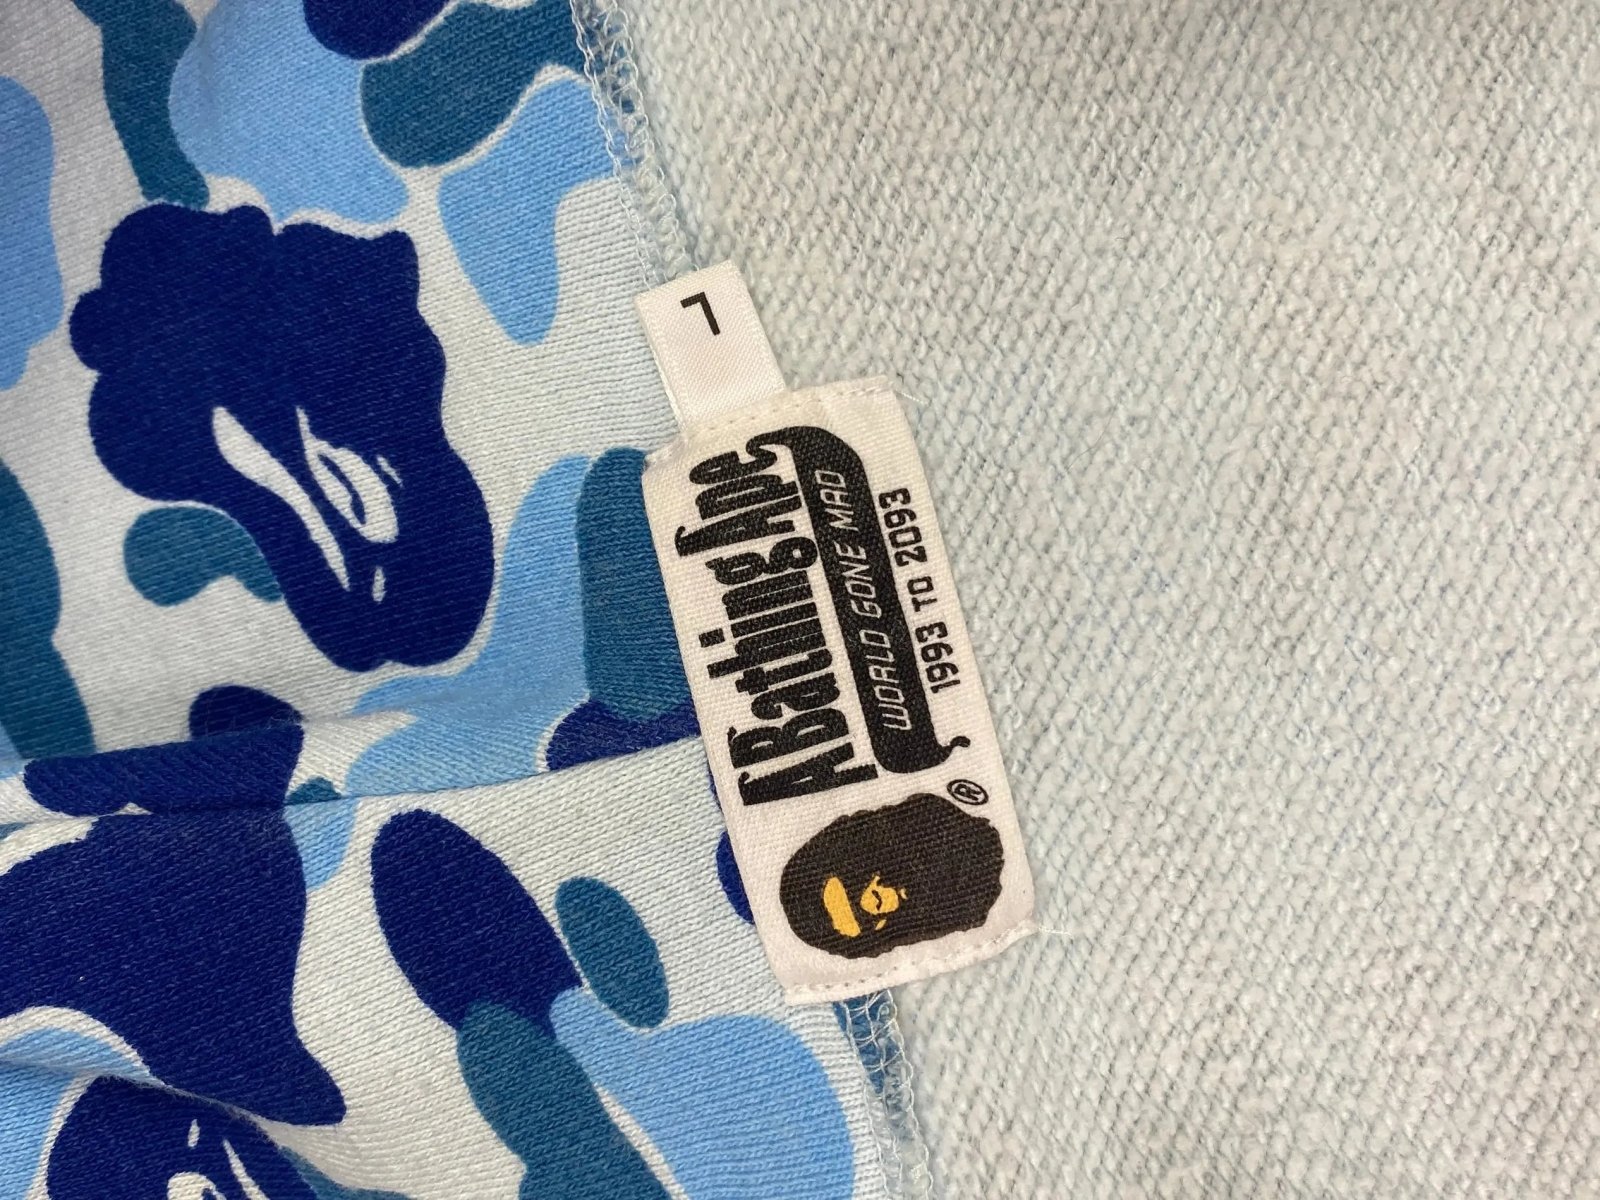 L
A Bathing Ape
WORLD GONE MAD
1993 TO 2093
®